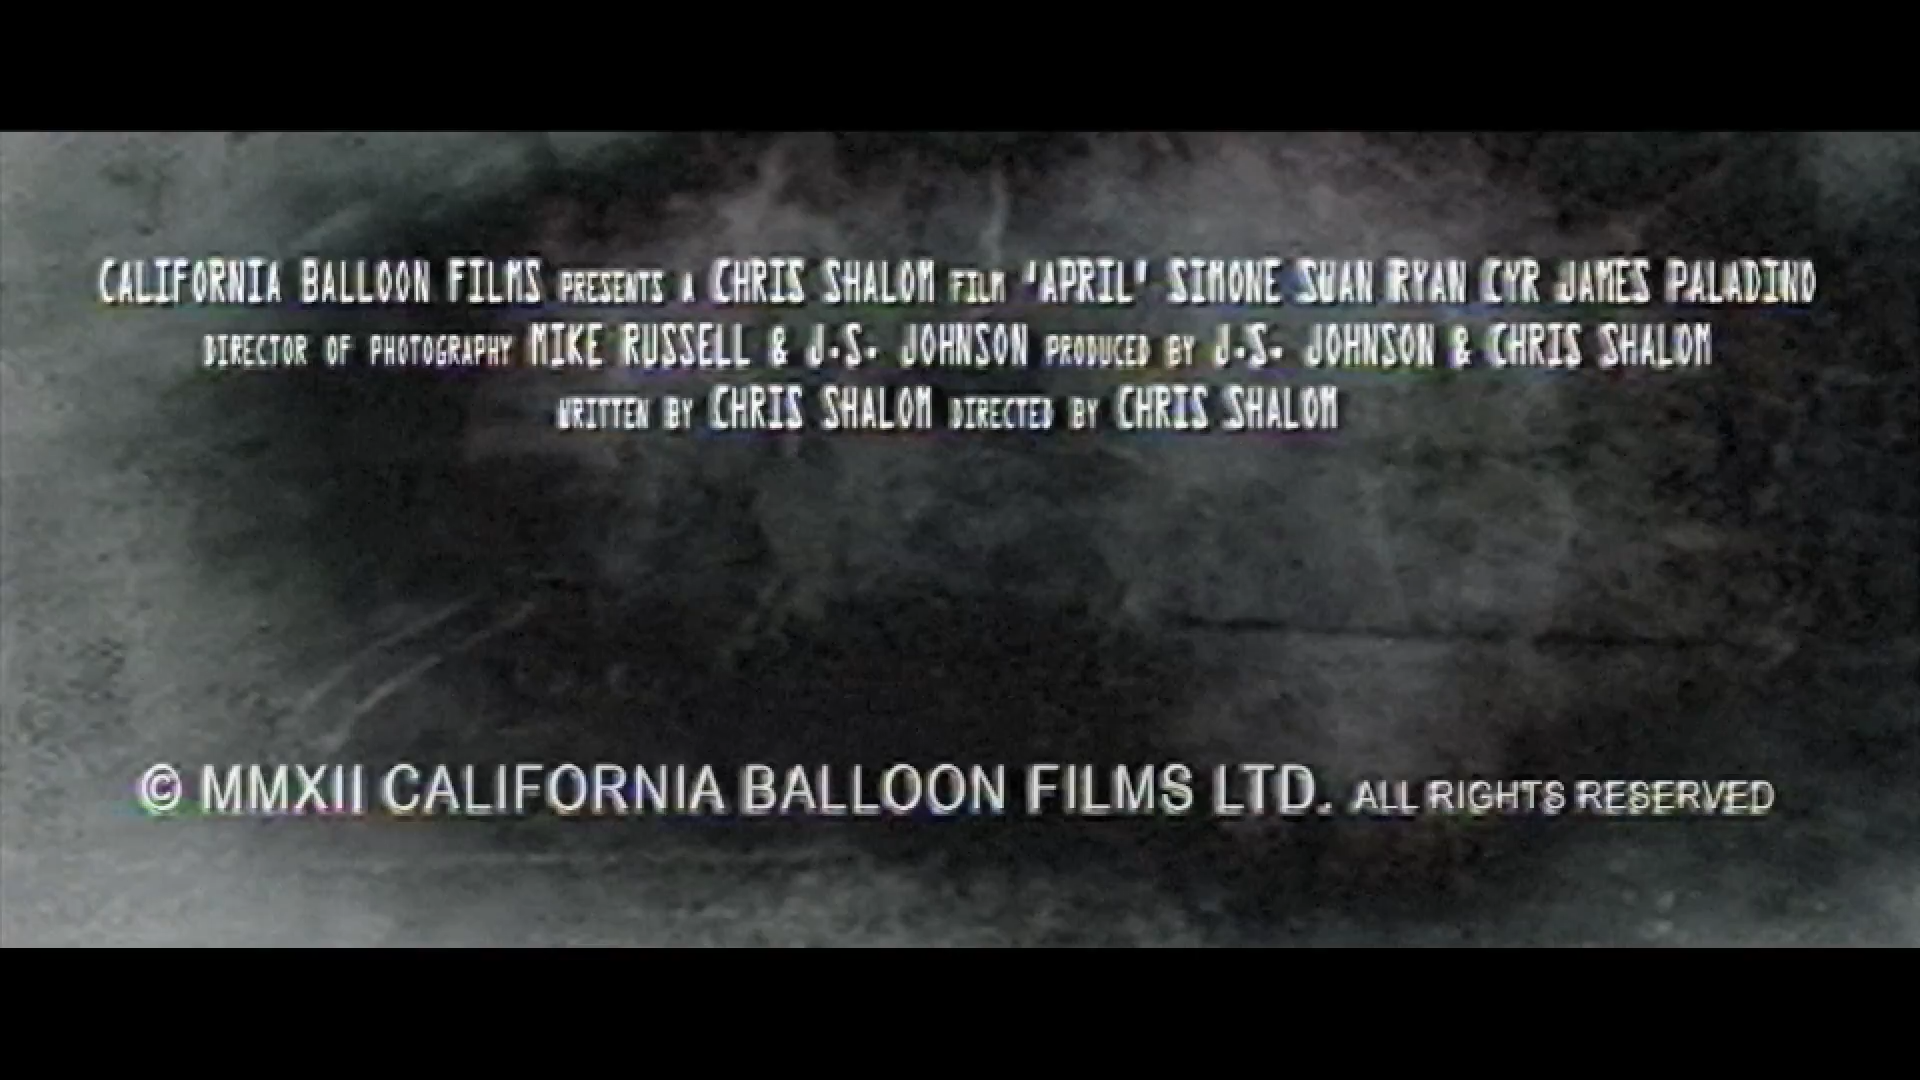 CALIFORNIA BALLOON FILMS PRESENTS A CHRIS SHALOM FILM 'APRIL' SIMONE SWAN RYAN CYR JAMES PALADINO
DIRECTOR OF PHOTOGRAPHY MIKE RUSSELL & J.S. JOHNSON PRODUCED BY J.S. JOHNSON & CHRIS SHALOM
WRITTEN BY CHRIS SHALOM DIRECTED BY CHRIS SHALOM
© MMXII CALIFORNIA BALLOON FILMS LTD. ALL RIGHTS RESERVED